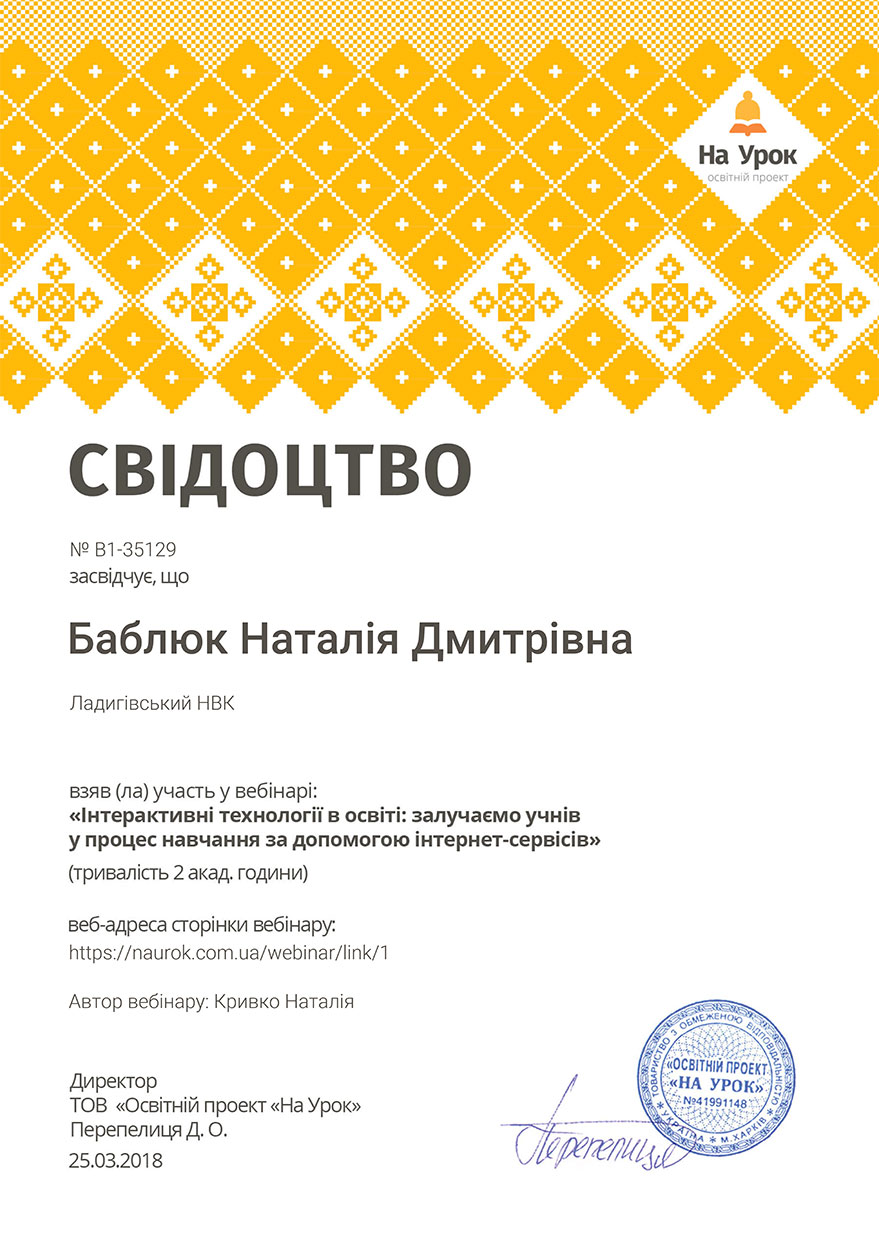 На Урок
освітній проект
СВІДОЦТВО
№ В1-35129
засвідчує, що
Баблюк Наталія Дмитрівна
Ладигівський НВК
взяв (ла) участь у вебінарі:
«Інтерактивні технології в освіті: залучаємо учнів
у процес навчання за допомогою інтернет-сервісів»
(тривалість 2 акад. години)
веб-адреса сторінки вебінару:
https://naurok.com.ua/webinar/link/1
Автор вебінару: Кривко Наталія
Директор
ТОВ «Освітній проект «На Урок»
Перепелиця Д. О.
25.03.2018
Перепелиця
ТОВАРИСТВО З ОБМЕЖЕНОЮ ВІДПОВІДАЛЬНІСТЮ
«ОСВІТНІЙ ПРОЕКТ
«НА УРОК»
№41991148
* УКРАЇНА * М.ХАРКІВ *